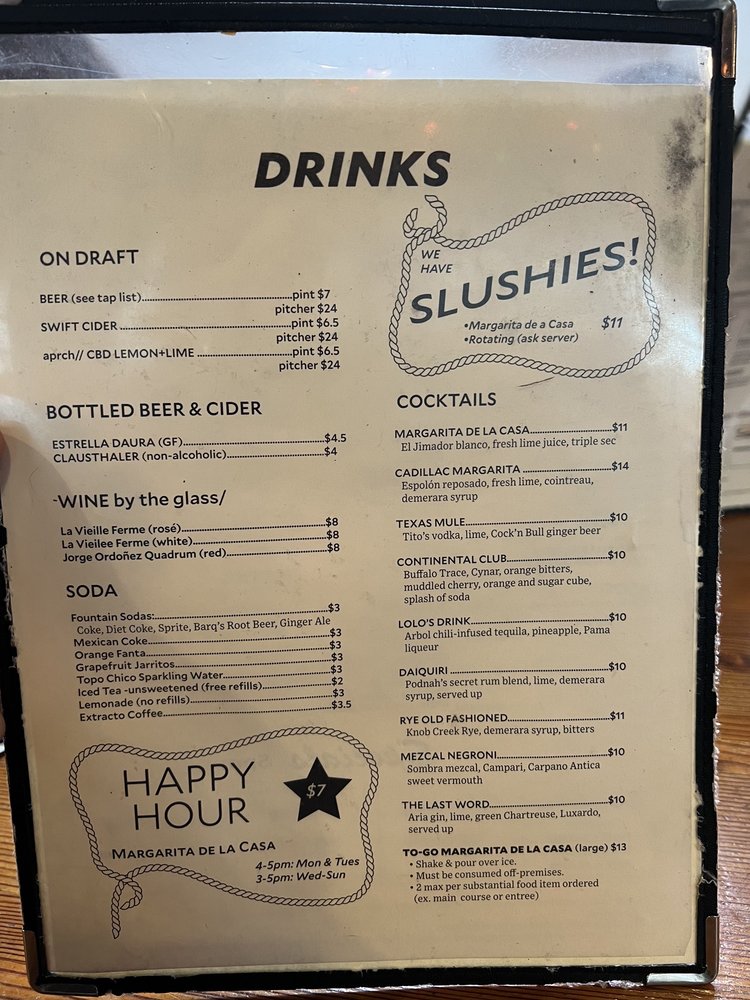 DRINKS
ON DRAFT
BEER (see tap list)..........pint $7
pitcher $24
SWIFT CIDER..........pint $6.5
pitcher $24
aprch// CBD LEMON+LIME..........pint $6.5
pitcher $24
BOTTLED BEER & CIDER
ESTRELLA DAURA (GF)..........$4.5
CLAUSTHALER (non-alcoholic)..........$4
WINE by the glass/
La Vieille Ferme (rosé)..........$8
La Vieilee Ferme (white)..........$8
Jorge Ordoñez Quadrum (red)..........$8
SODA
Fountain Sodas:..........$3
Coke, Diet Coke, Sprite, Barq's Root Beer, Ginger Ale
Mexican Coke..........$3
Orange Fanta..........$3
Grapefruit Jarritos..........$3
Topo Chico Sparkling Water..........$3
Iced Tea -unsweetened (free refills)..........$2
Lemonade (no refills)..........$3
Extracto Coffee..........$3.5
HAPPY
HOUR
$7
MARGARITA DE LA CASA
4-5pm: Mon & Tues
3-5pm: Wed-Sun
WE
HAVE
SLUSHIES!
•Margarita de a Casa $11
•Rotating (ask server)
COCKTAILS
MARGARITA DE LA CASA..........$11
El Jimador blanco, fresh lime juice, triple sec
CADILLAC MARGARITA..........$14
Espolón reposado, fresh lime, cointreau,
demerara syrup
TEXAS MULE..........$10
Tito's vodka, lime, Cock'n Bull ginger beer
CONTINENTAL CLUB..........$10
Buffalo Trace, Cynar, orange bitters,
muddled cherry, orange and sugar cube,
splash of soda
LOLO'S DRINK..........$10
Arbol chili-infused tequila, pineapple, Pama
liqueur
DAIQUIRI..........$10
Podnah's secret rum blend, lime, demerara
syrup, served up
RYE OLD FASHIONED..........$11
Knob Creek Rye, demerara syrup, bitters
MEZCAL NEGRONI..........$10
Sombra mezcal, Campari, Carpano Antica
sweet vermouth
THE LAST WORD..........$10
Aria gin, lime, green Chartreuse, Luxardo,
served up
TO-GO MARGARITA DE LA CASA (large) $13
• Shake & pour over ice.
• Must be consumed off-premises.
• 2 max per substantial food item ordered
(ex. main course or entree)